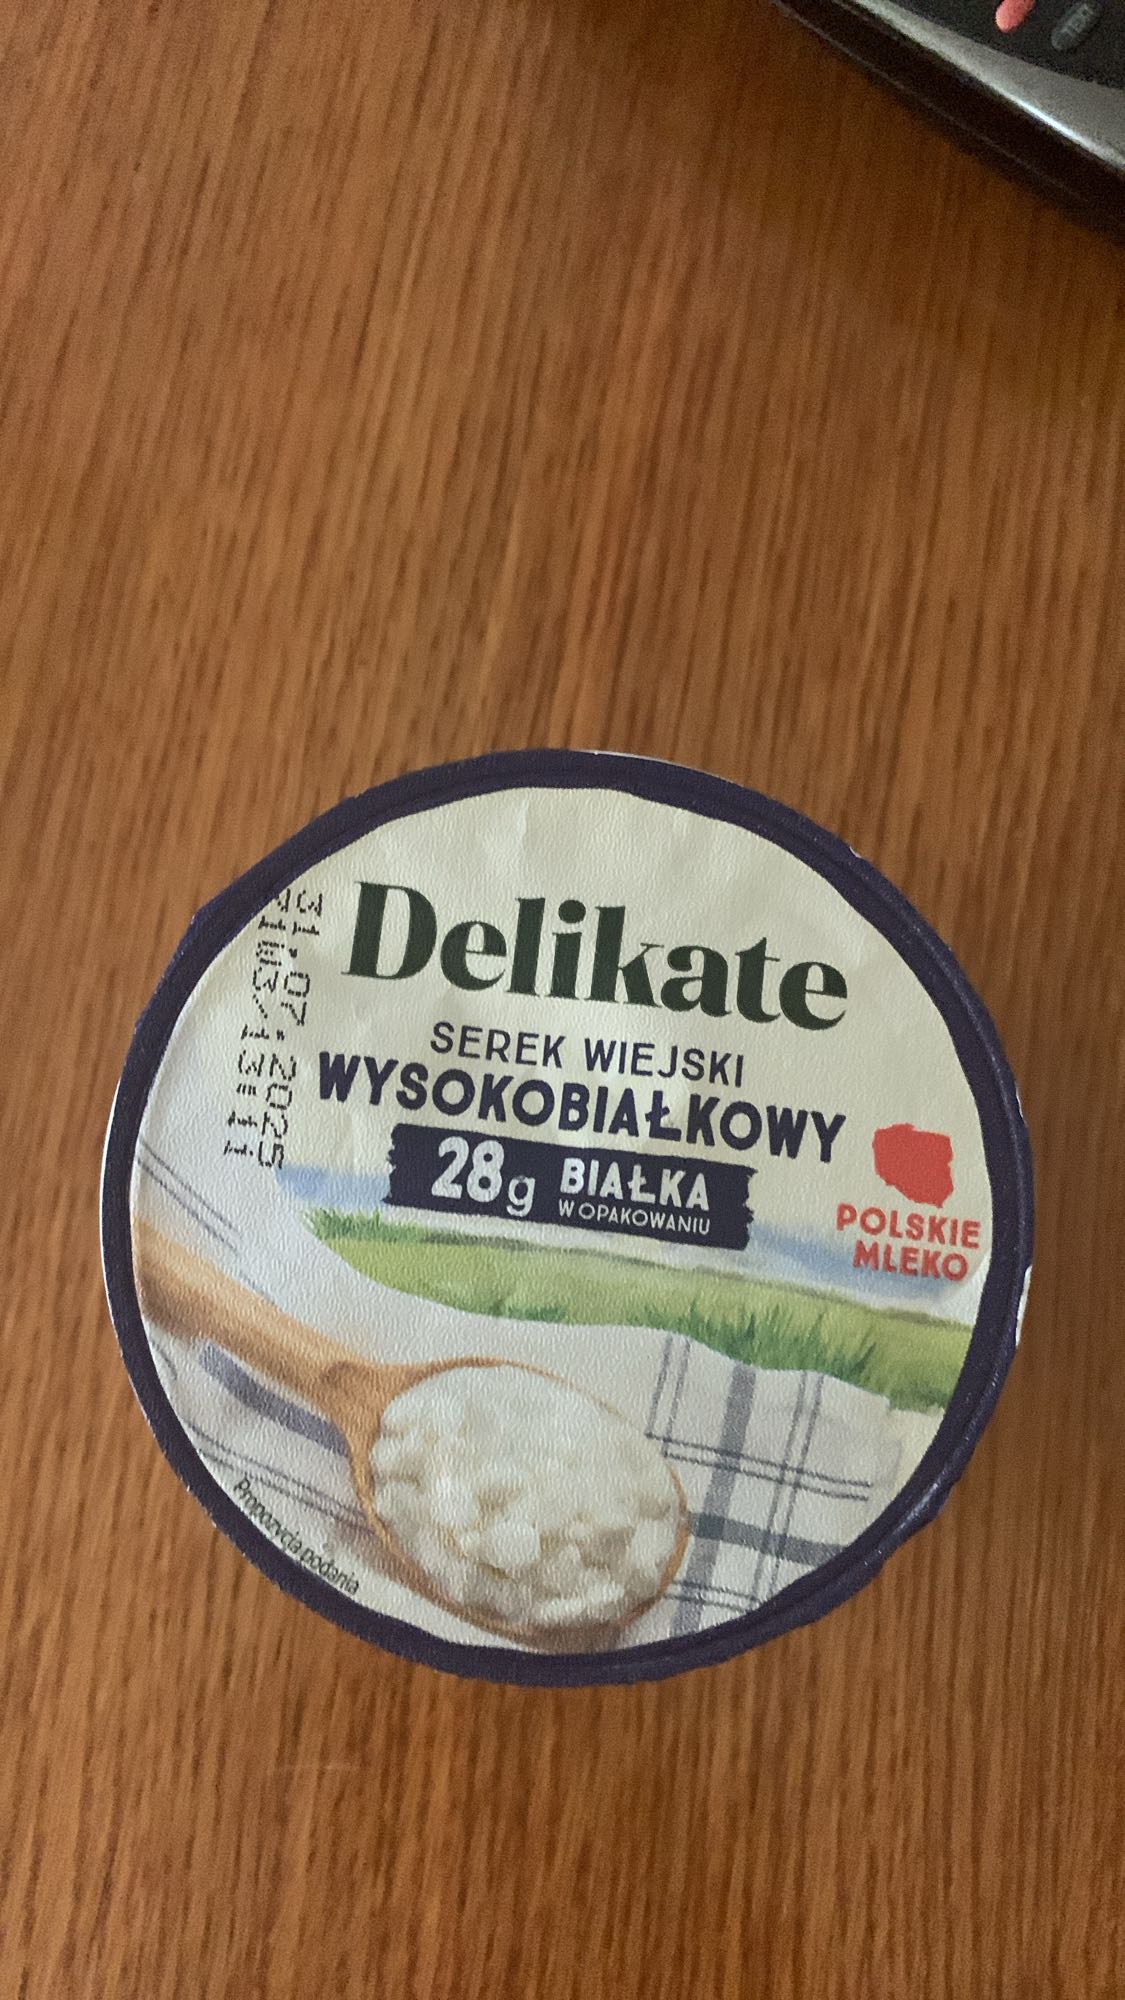 Delikate
SEREK WIEJSKI
WYSOKOBIAŁKOWY
28g BIAŁKA
W OPAKOWANIU
POLSKIE
MLEKO
31.07.2025
Propozycja podania